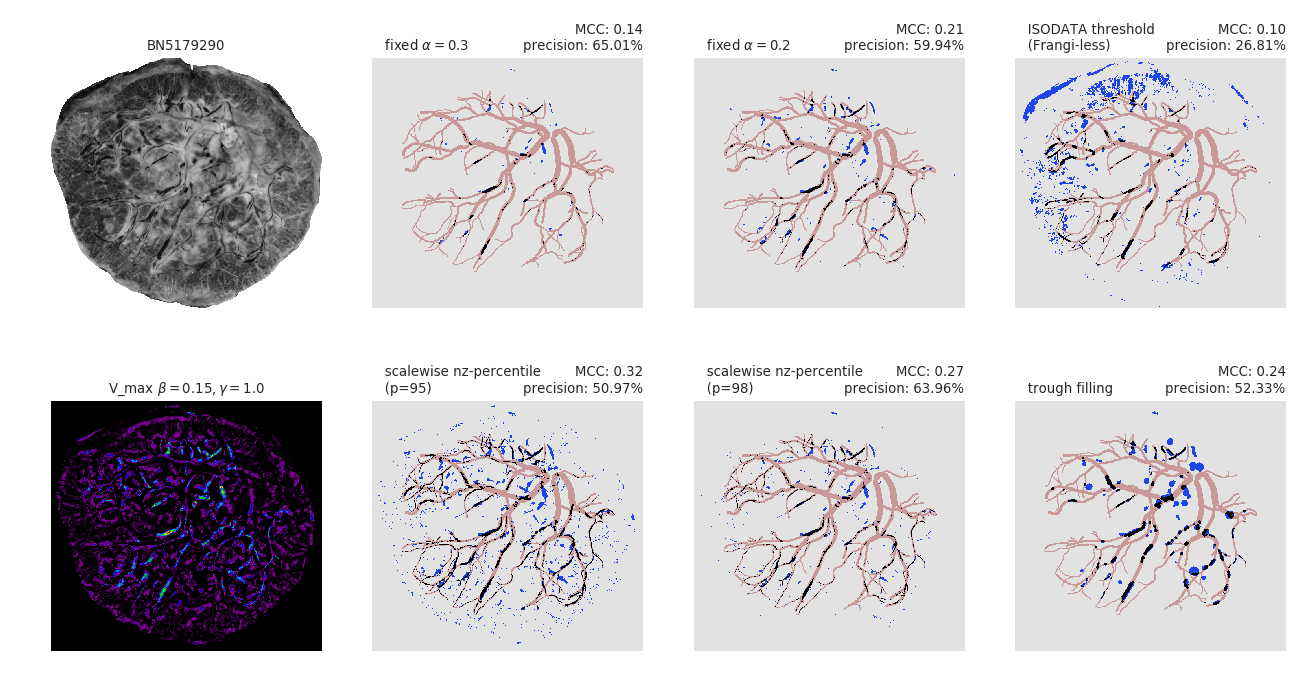 BN5179290
fixed α = 0.3
MCC: 0.14
precision: 65.01%
fixed α = 0.2
MCC: 0.21
precision: 59.94%
ISODATA threshold
(Frangi-less)
MCC: 0.10
precision: 26.81%
V_max β = 0.15, γ = 1.0
scalewise nz-percentile
(p=95)
MCC: 0.32
precision: 50.97%
scalewise nz-percentile
(p=98)
MCC: 0.27
precision: 63.96%
trough filling
MCC: 0.24
precision: 52.33%